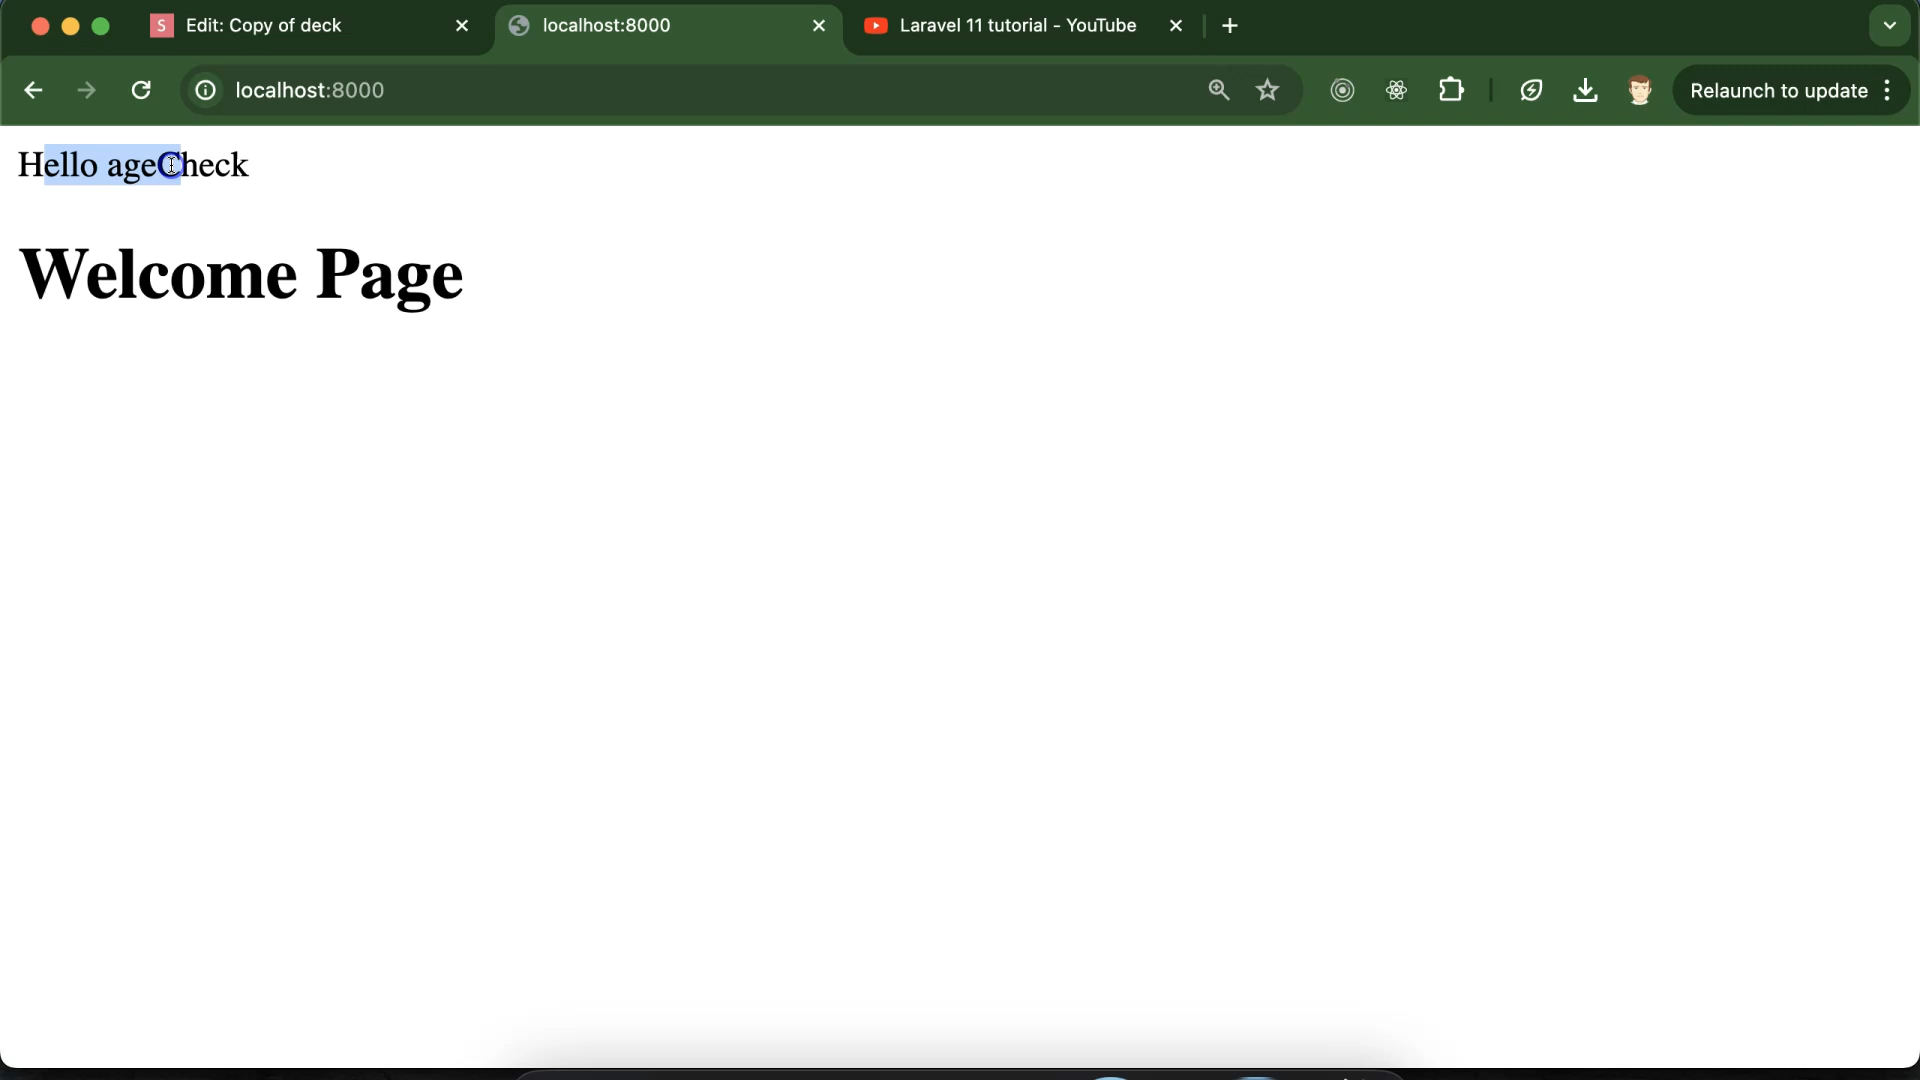 S Edit: Copy of deck
localhost:8000
Laravel 11 tutorial - YouTube
localhost:8000
Relaunch to update
Hello ageCheck
Welcome Page